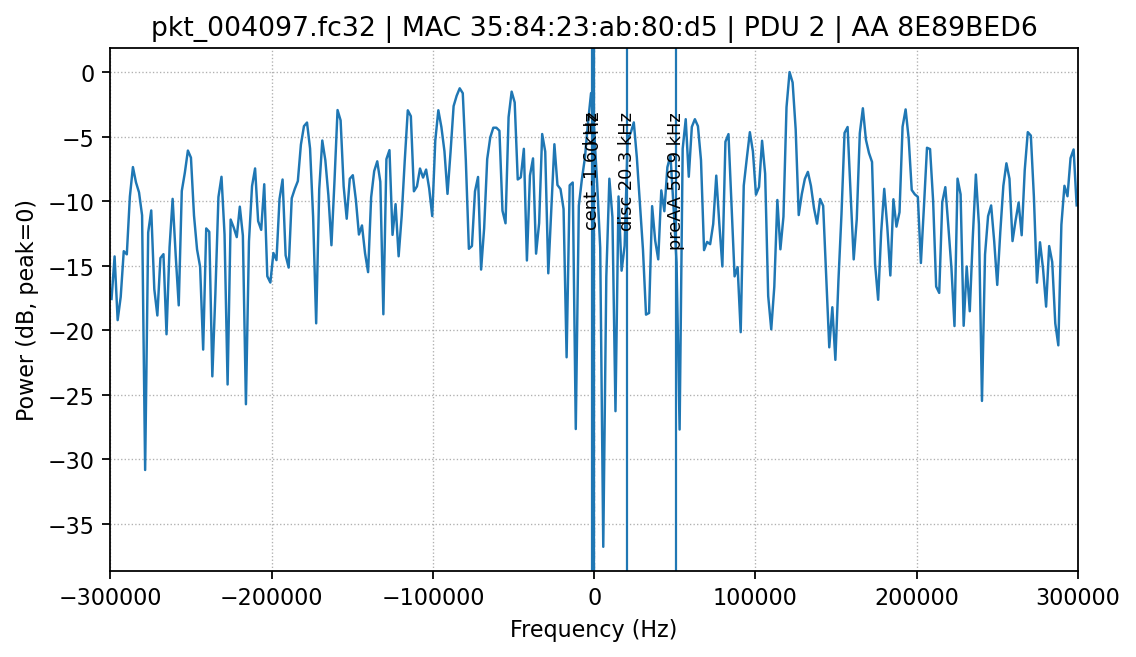 pkt_004097.fc32 | MAC 35:84:23:ab:80:d5 | PDU 2 | AA 8E89BED6
0
−5
−10
−15
−20
−25
−30
−35
Power (dB, peak=0)
cent -1.60 kHz
disc 20.3 kHz
preAA 50.9 kHz
−300000
−200000
−100000
0
100000
200000
300000
Frequency (Hz)